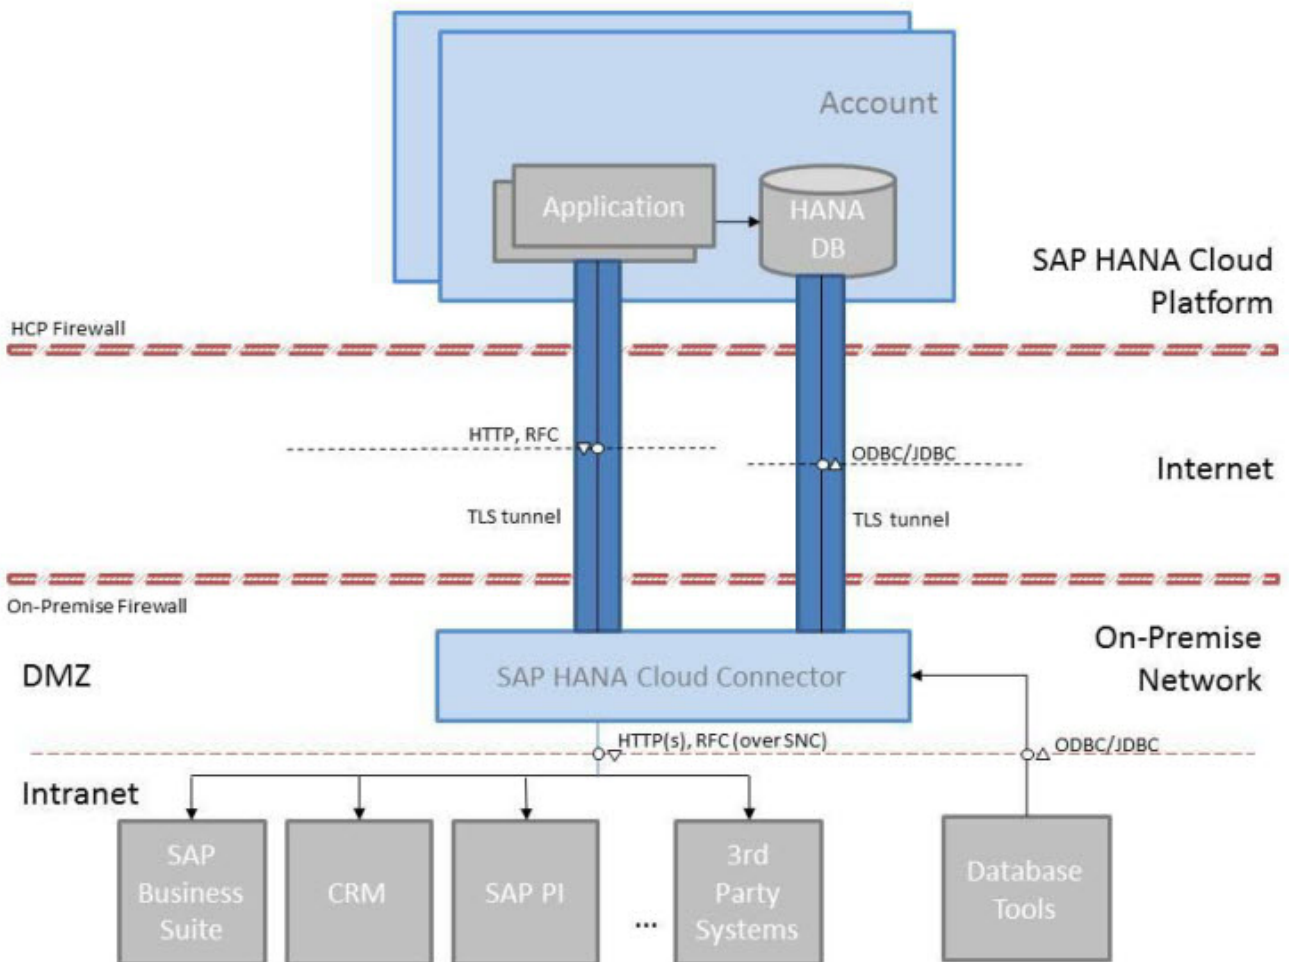 Account
Application
HANA
DB
SAP HANA Cloud
Platform
HCP Firewall
HTTP, RFC
ODBC/JDBC
Internet
TLS tunnel
TLS tunnel
On-Premise Firewall
On-Premise
Network
DMZ
SAP HANA Cloud Connector
HTTP(s), RFC (over SNC)
ODBC/JDBC
Intranet
SAP
Business
Suite
CRM
SAP PI
...
3rd
Party
Systems
Database
Tools